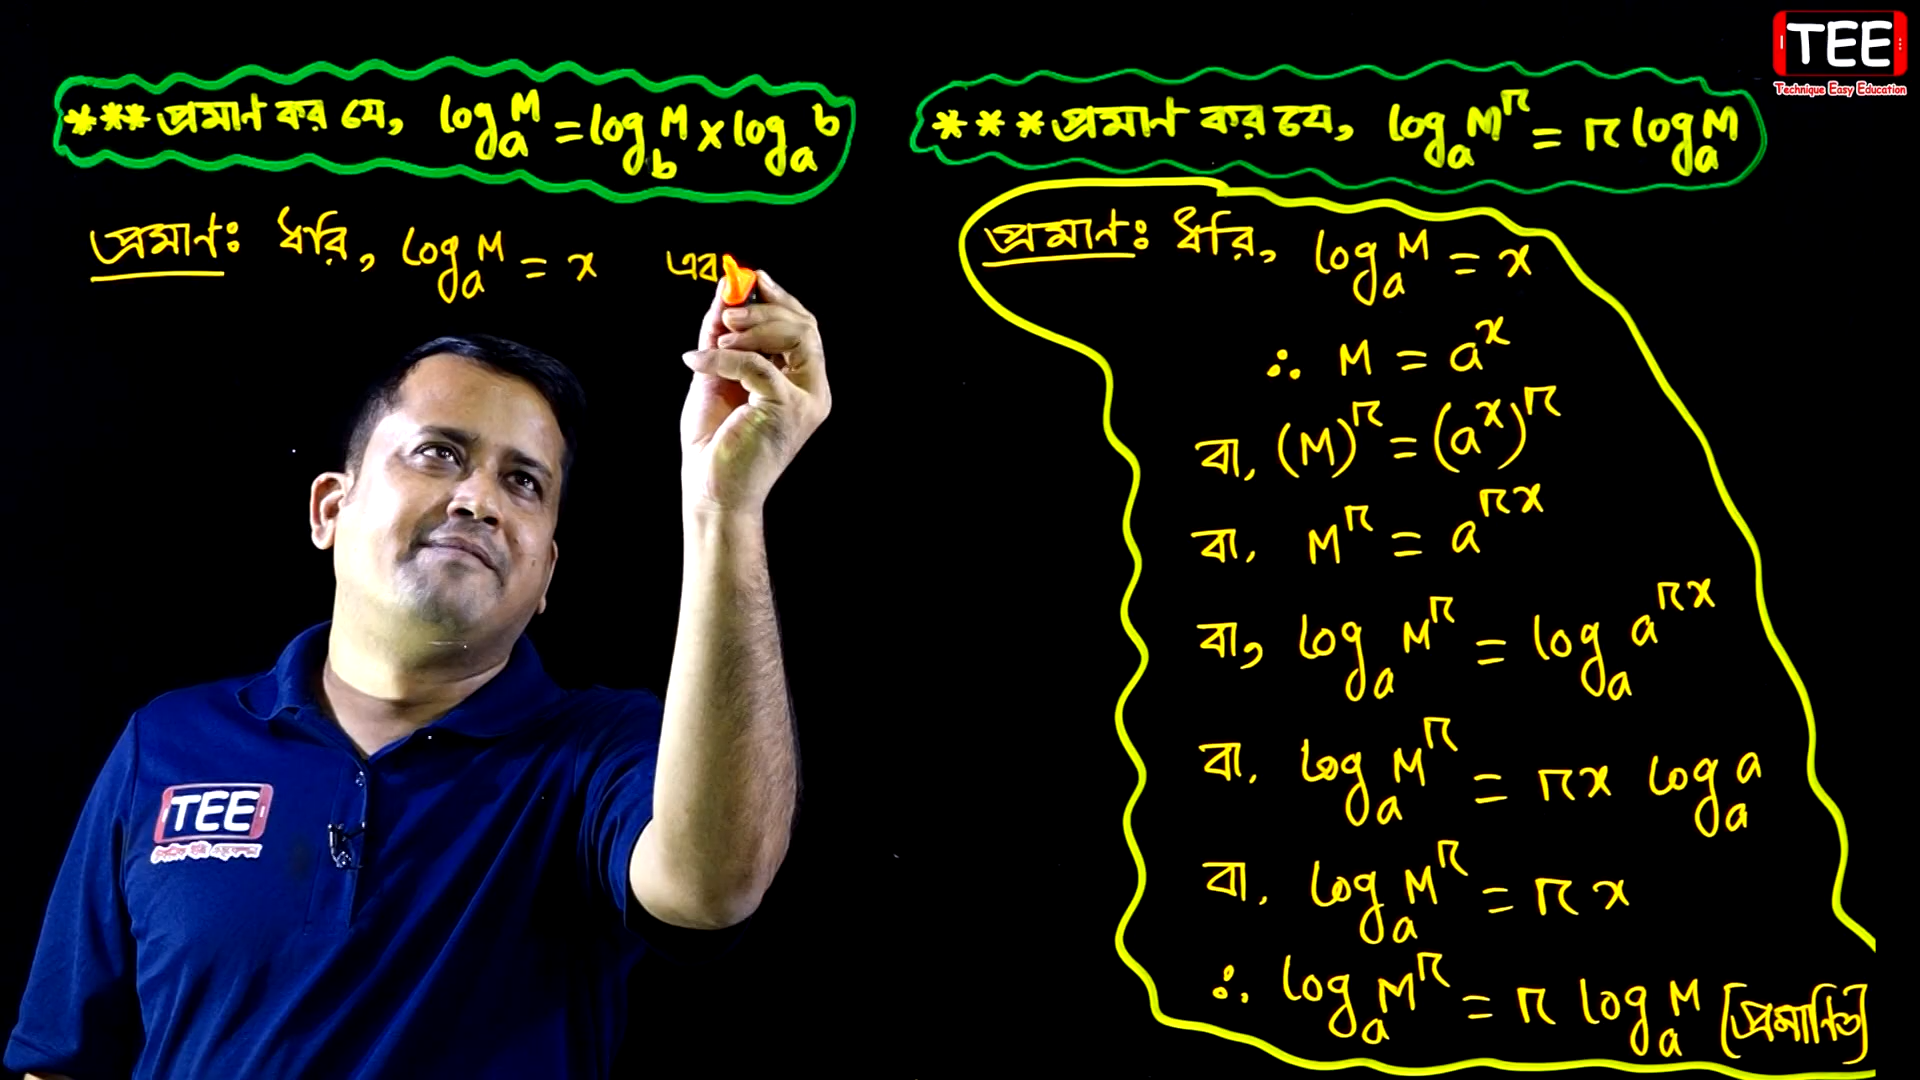 TEE
Technique Easy Education
***প্রমাণ কর যে, logₐM = log_b M x logₐb
প্রমাণ: ধরি, logₐM = x এবং
***প্রমাণ কর যে, logₐMʳ = r logₐM
প্রমাণ: ধরি, logₐM = x
∴ M = aˣ
বা, (M)ʳ = (aˣ)ʳ
বা, Mʳ = aʳˣ
বা, logₐMʳ = logₐaʳˣ
বা, logₐMʳ = rx logₐa
বা, logₐMʳ = rx
∴ logₐMʳ = r logₐM [প্রমাণিত]
TEE